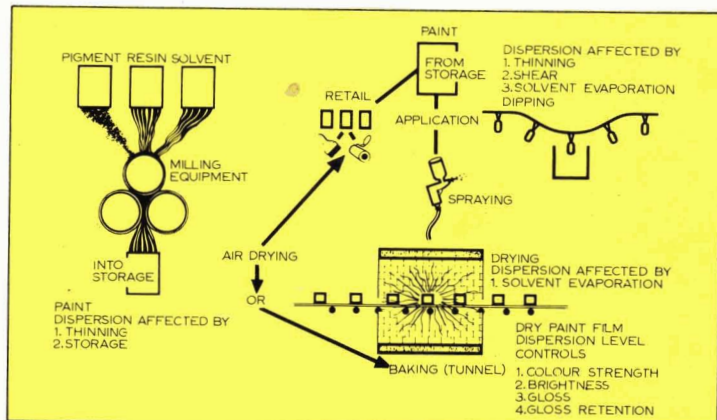 PIGMENT RESIN SOLVENT
MILLING
EQUIPMENT
INTO
STORAGE
PAINT
DISPERSION AFFECTED BY
1. THINNING
2. STORAGE
PAINT
FROM
STORAGE
RETAIL
APPLICATION
SPRAYING
DISPERSION AFFECTED BY
1. THINNING
2. SHEAR
3. SOLVENT EVAPORATION
DIPPING
AIR DRYING
OR
BAKING (TUNNEL)
DRYING
DISPERSION AFFECTED BY
1. SOLVENT EVAPORATION
DRY PAINT FILM
DISPERSION LEVEL
CONTROLS
1. COLOUR STRENGTH
2. BRIGHTNESS
3. GLOSS
4. GLOSS RETENTION